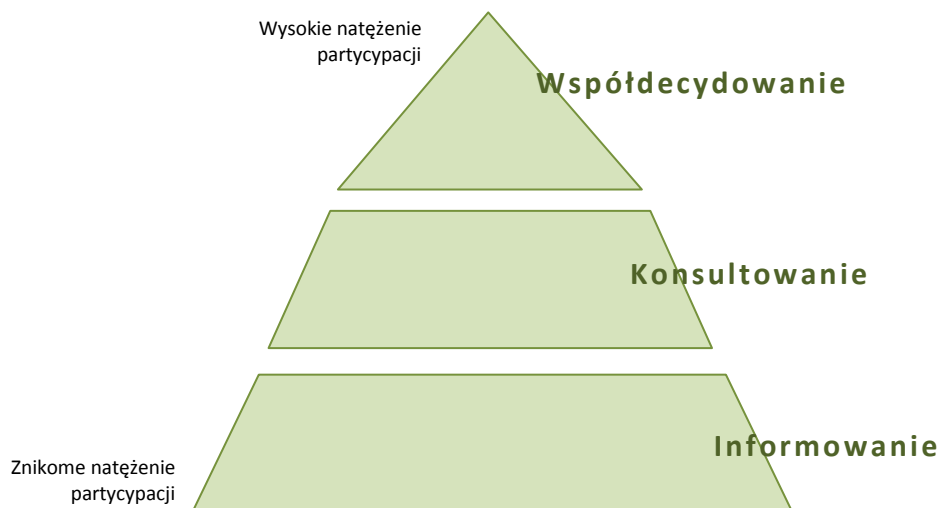 Wysokie natężenie
partycypacji
Współdecydowanie
Konsultowanie
Informowanie
Znikome natężenie
partycypacji